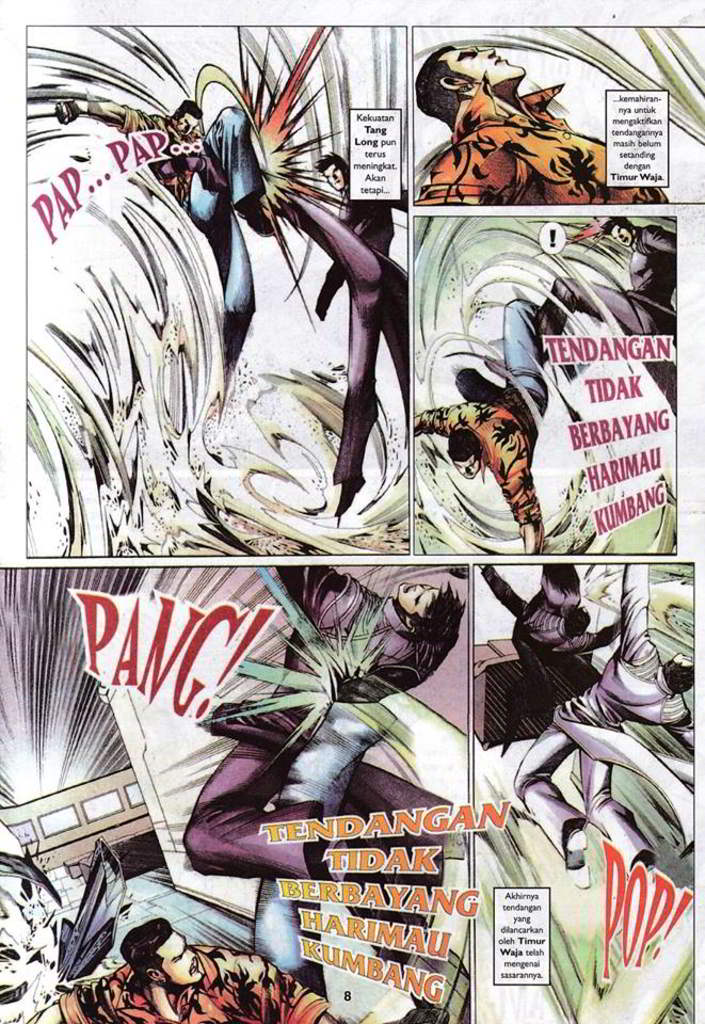 PAP... PAP...
Kekuatan
Tang
Long pun
terus
meningkat.
Akan
tetapi...
...kemahiran-
nya untuk
mengaktifkan
tendangannya
masih belum
setanding
dengan
Timur Waja.
!
TENDANGAN
TIDAK
BERBAYANG
HARIMAU
KUMBANG
PANG!
TENDANGAN
TIDAK
BERBAYANG
HARIMAU
KUMBANG
Akhirnya
tendangan
yang
dilancarkan
oleh Timur
Waja telah
mengenai
sasarannya.
POP!
8